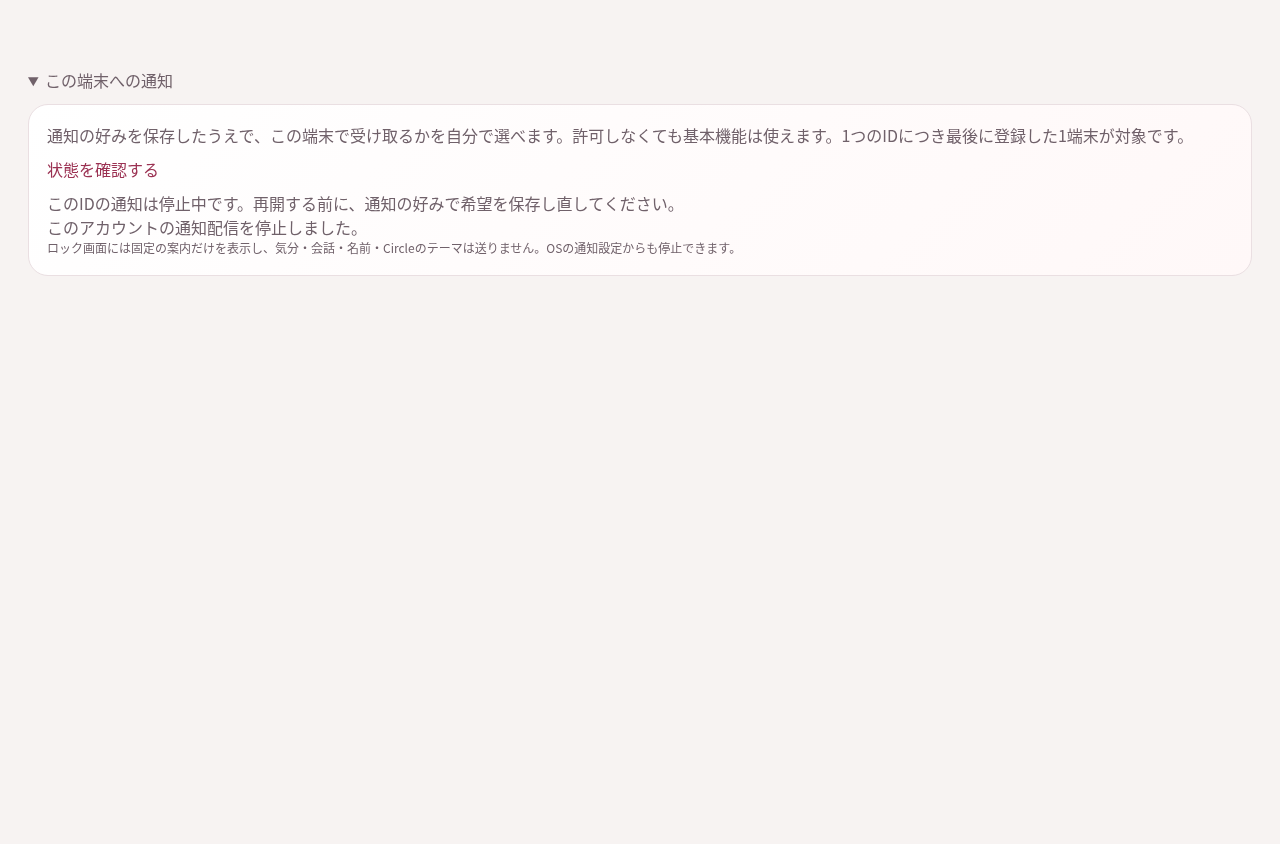 ▼ この端末への通知
通知の好みを保存したうえで、この端末で受け取るかを自分で選べます。許可しなくても基本機能は使えます。1つのIDにつき最後に登録した1端末が対象です。
状態を確認する
このIDの通知は停止中です。再開する前に、通知の好みで希望を保存し直してください。
このアカウントの通知配信を停止しました。
ロック画面には固定の案内だけを表示し、気分・会話・名前・Circleのテーマは送りません。OSの通知設定からも停止できます。